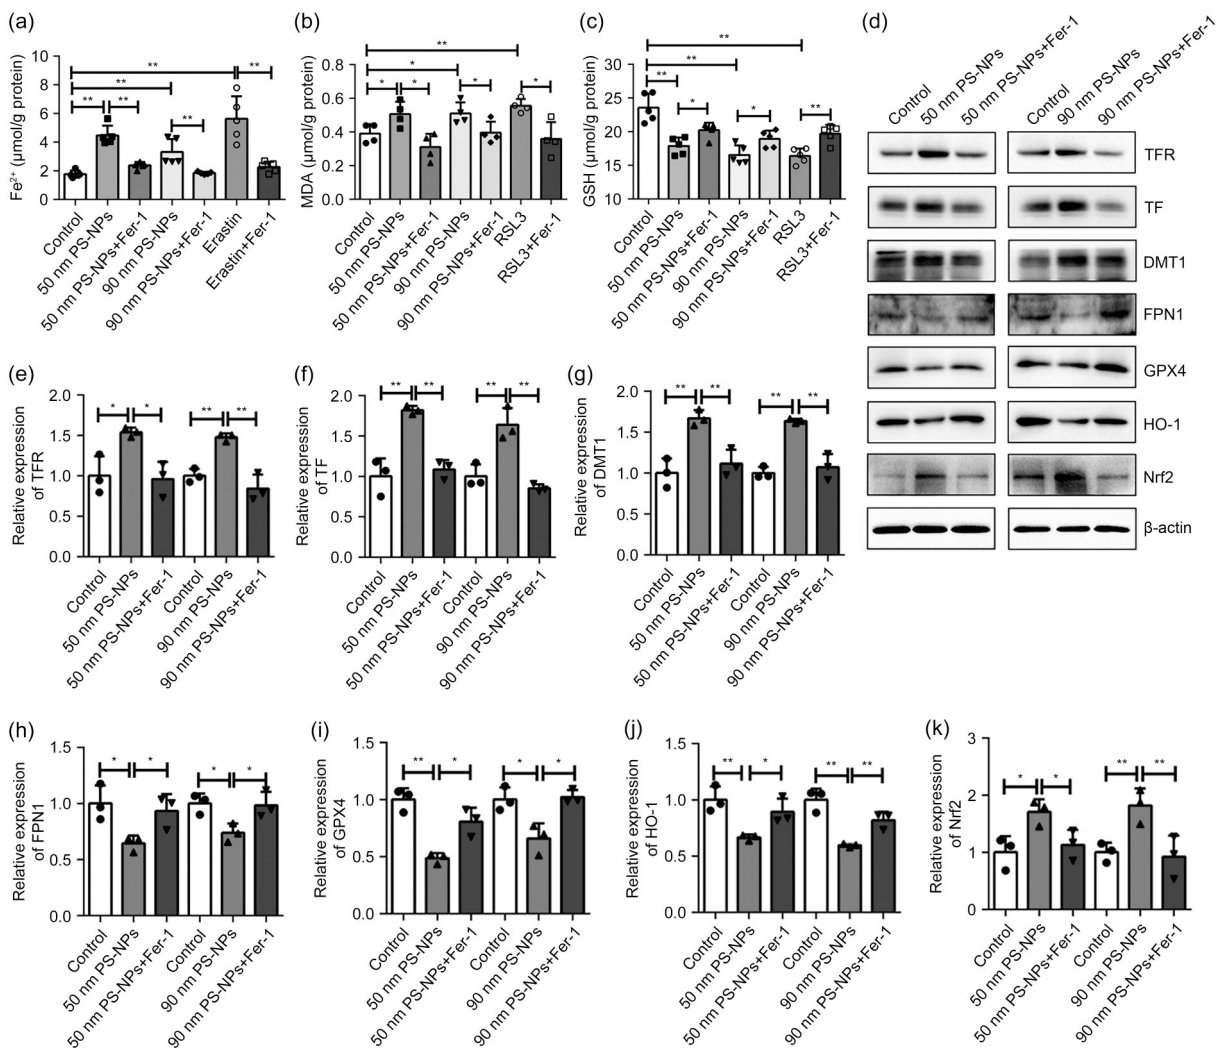 (a)
Fe²⁺ (μmol/g protein)
10
8
6
4
2
0
**
**
**
**
**
**
Control
50 nm PS-NPs
50 nm PS-NPs+Fer-1
90 nm PS-NPs
90 nm PS-NPs+Fer-1
Erastin
Erastin+Fer-1
(b)
MDA (μmol/g protein)
0.8
0.6
0.4
0.2
0.0
**
*
*
*
*
*
Control
50 nm PS-NPs
50 nm PS-NPs+Fer-1
90 nm PS-NPs
90 nm PS-NPs+Fer-1
RSL3
RSL3+Fer-1
(c)
GSH (μmol/g protein)
30
25
20
15
10
**
**
**
*
*
**
Control
50 nm PS-NPs
50 nm PS-NPs+Fer-1
90 nm PS-NPs
90 nm PS-NPs+Fer-1
RSL3
RSL3+Fer-1
(d)
Control
50 nm PS-NPs
50 nm PS-NPs+Fer-1
Control
90 nm PS-NPs
90 nm PS-NPs+Fer-1
TFR
TF
DMT1
FPN1
GPX4
HO-1
Nrf2
β-actin
(e)
Relative expression
of TFR
2.0
1.5
1.0
0.5
0.0
*
*
**
**
Control
50 nm PS-NPs
50 nm PS-NPs+Fer-1
Control
90 nm PS-NPs
90 nm PS-NPs+Fer-1
(f)
Relative expression
of TF
2.0
1.5
1.0
0.5
0.0
**
**
**
**
Control
50 nm PS-NPs
50 nm PS-NPs+Fer-1
Control
90 nm PS-NPs
90 nm PS-NPs+Fer-1
(g)
Relative expression
of DMT1
2.0
1.5
1.0
0.5
0.0
**
**
**
**
Control
50 nm PS-NPs
50 nm PS-NPs+Fer-1
Control
90 nm PS-NPs
90 nm PS-NPs+Fer-1
(h)
Relative expression
of FPN1
1.5
1.0
0.5
0.0
*
*
*
*
Control
50 nm PS-NPs
50 nm PS-NPs+Fer-1
Control
90 nm PS-NPs
90 nm PS-NPs+Fer-1
(i)
Relative expression
of GPX4
1.5
1.0
0.5
0.0
**
*
*
*
Control
50 nm PS-NPs
50 nm PS-NPs+Fer-1
Control
90 nm PS-NPs
90 nm PS-NPs+Fer-1
(j)
Relative expression
of HO-1
1.5
1.0
0.5
0.0
**
*
**
**
Control
50 nm PS-NPs
50 nm PS-NPs+Fer-1
Control
90 nm PS-NPs
90 nm PS-NPs+Fer-1
(k)
Relative expression
of Nrf2
3
2
1
0
*
*
**
**
Control
50 nm PS-NPs
50 nm PS-NPs+Fer-1
Control
90 nm PS-NPs
90 nm PS-NPs+Fer-1